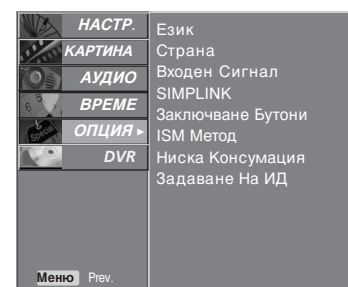 НАСТР.
КАРТИНА
АУДИО
ВРЕМЕ
ОПЦИЯ
DVR
Меню Prev.
Език
Страна
Входен Сигнал
SIMPLINK
Заключване Бутони
ISM Метод
Ниска Консумация
Задаване На ИД